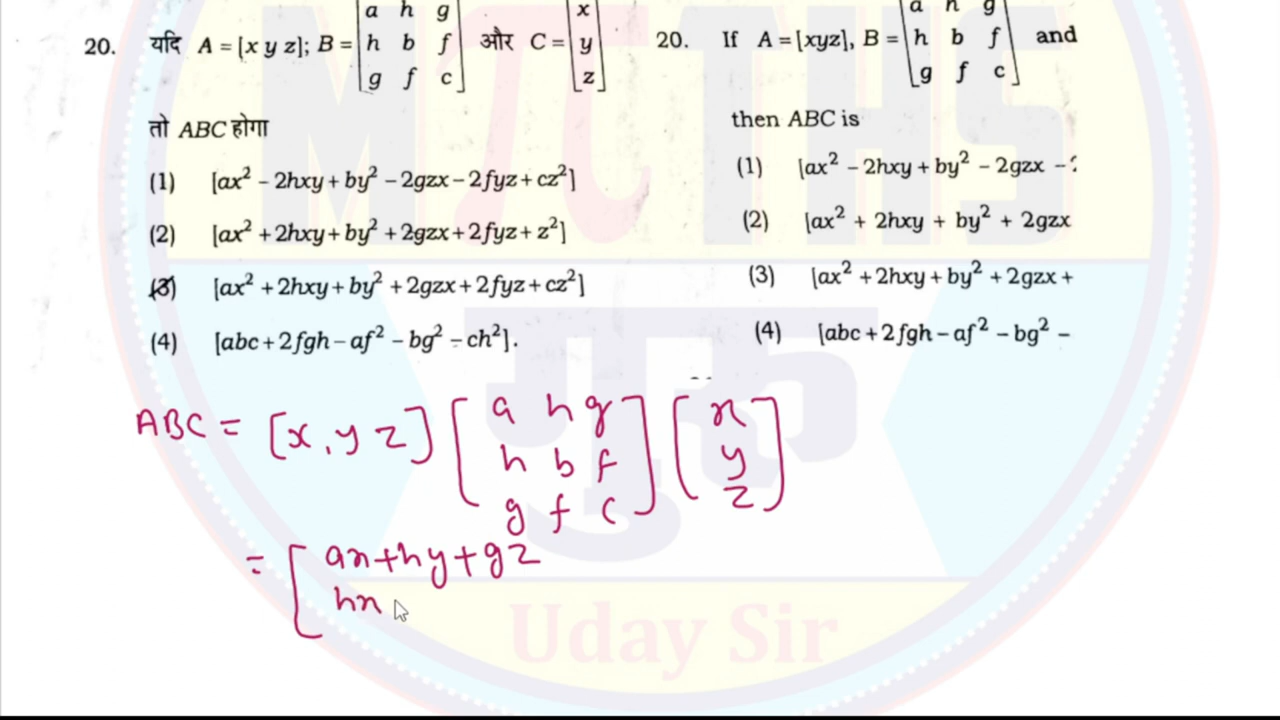 20. यदि A = [x y z]; B = [a h g
h b f
g f c] और C = [x
y
z]
तो ABC होगा
(1) [ax² - 2hxy + by² - 2gzx - 2fyz + cz²]
(2) [ax² + 2hxy + by² + 2gzx + 2fyz + z²]
(3) [ax² + 2hxy + by² + 2gzx + 2fyz + cz²]
(4) [abc + 2fgh - af² - bg² - ch²].
20. If A = [xyz], B = [a h g
h b f
g f c] and
then ABC is
(1) [ax² - 2hxy + by² - 2gzx -
(2) [ax² + 2hxy + by² + 2gzx
(3) [ax² + 2hxy + by² + 2gzx +
(4) [abc + 2fgh - af² - bg² -
ABC = [x, y z] [a h g
h b f
g f c] [x
y
z]
= [ax+hy+gz
hx
MATHS
गुरु
Uday Sir